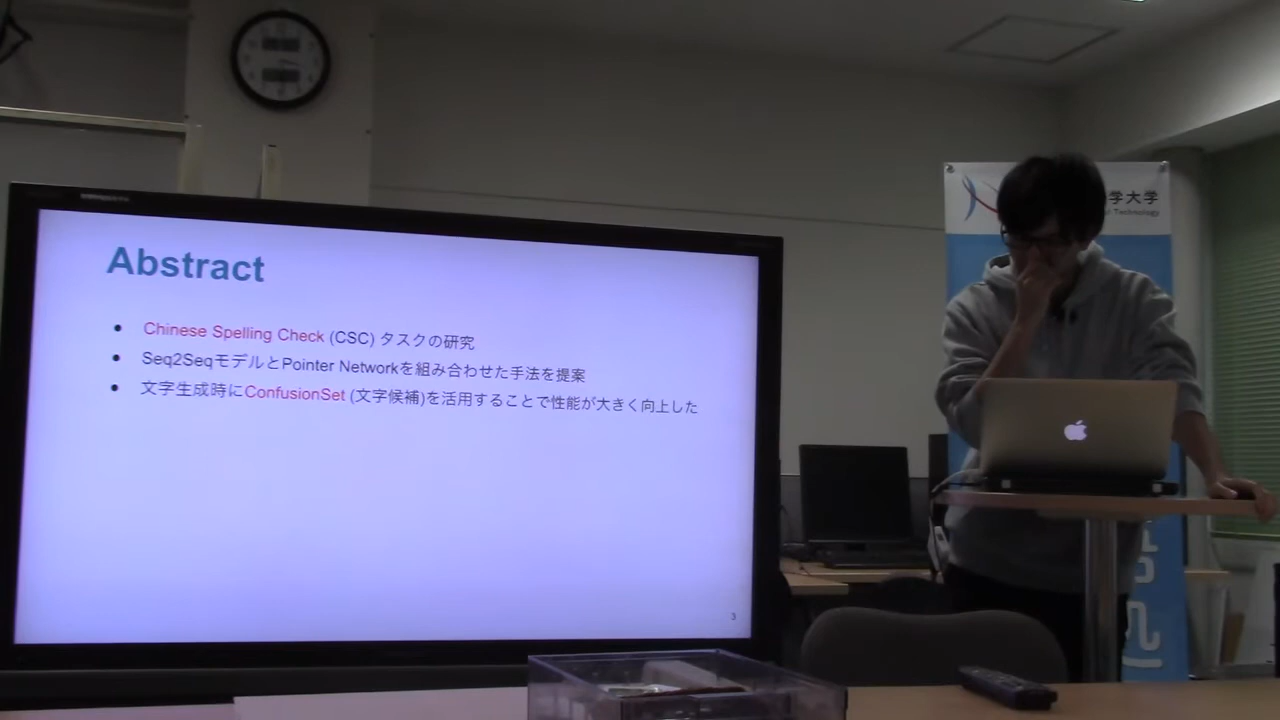 Abstract
• Chinese Spelling Check (CSC) タスクの研究
• Seq2SeqモデルとPointer Networkを組み合わせた手法を提案
• 文字生成時にConfusionSet (文字候補)を活用することで性能が大きく向上した
3
学大学
Technology